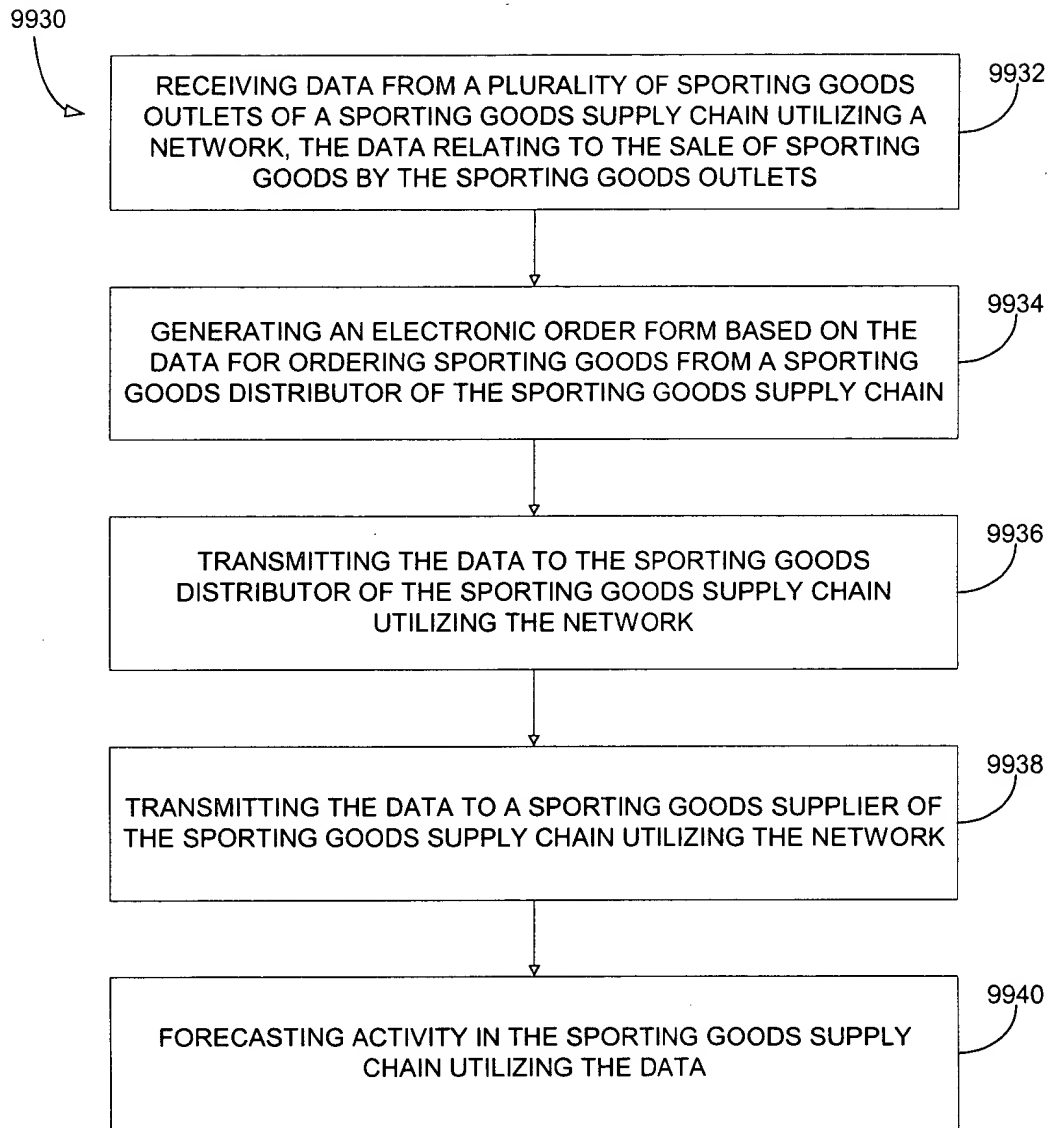 9930
9932
RECEIVING DATA FROM A PLURALITY OF SPORTING GOODS
OUTLETS OF A SPORTING GOODS SUPPLY CHAIN UTILIZING A
NETWORK, THE DATA RELATING TO THE SALE OF SPORTING
GOODS BY THE SPORTING GOODS OUTLETS
9934
GENERATING AN ELECTRONIC ORDER FORM BASED ON THE
DATA FOR ORDERING SPORTING GOODS FROM A SPORTING
GOODS DISTRIBUTOR OF THE SPORTING GOODS SUPPLY CHAIN
9936
TRANSMITTING THE DATA TO THE SPORTING GOODS
DISTRIBUTOR OF THE SPORTING GOODS SUPPLY CHAIN
UTILIZING THE NETWORK
9938
TRANSMITTING THE DATA TO A SPORTING GOODS SUPPLIER OF
THE SPORTING GOODS SUPPLY CHAIN UTILIZING THE NETWORK
9940
FORECASTING ACTIVITY IN THE SPORTING GOODS SUPPLY
CHAIN UTILIZING THE DATA